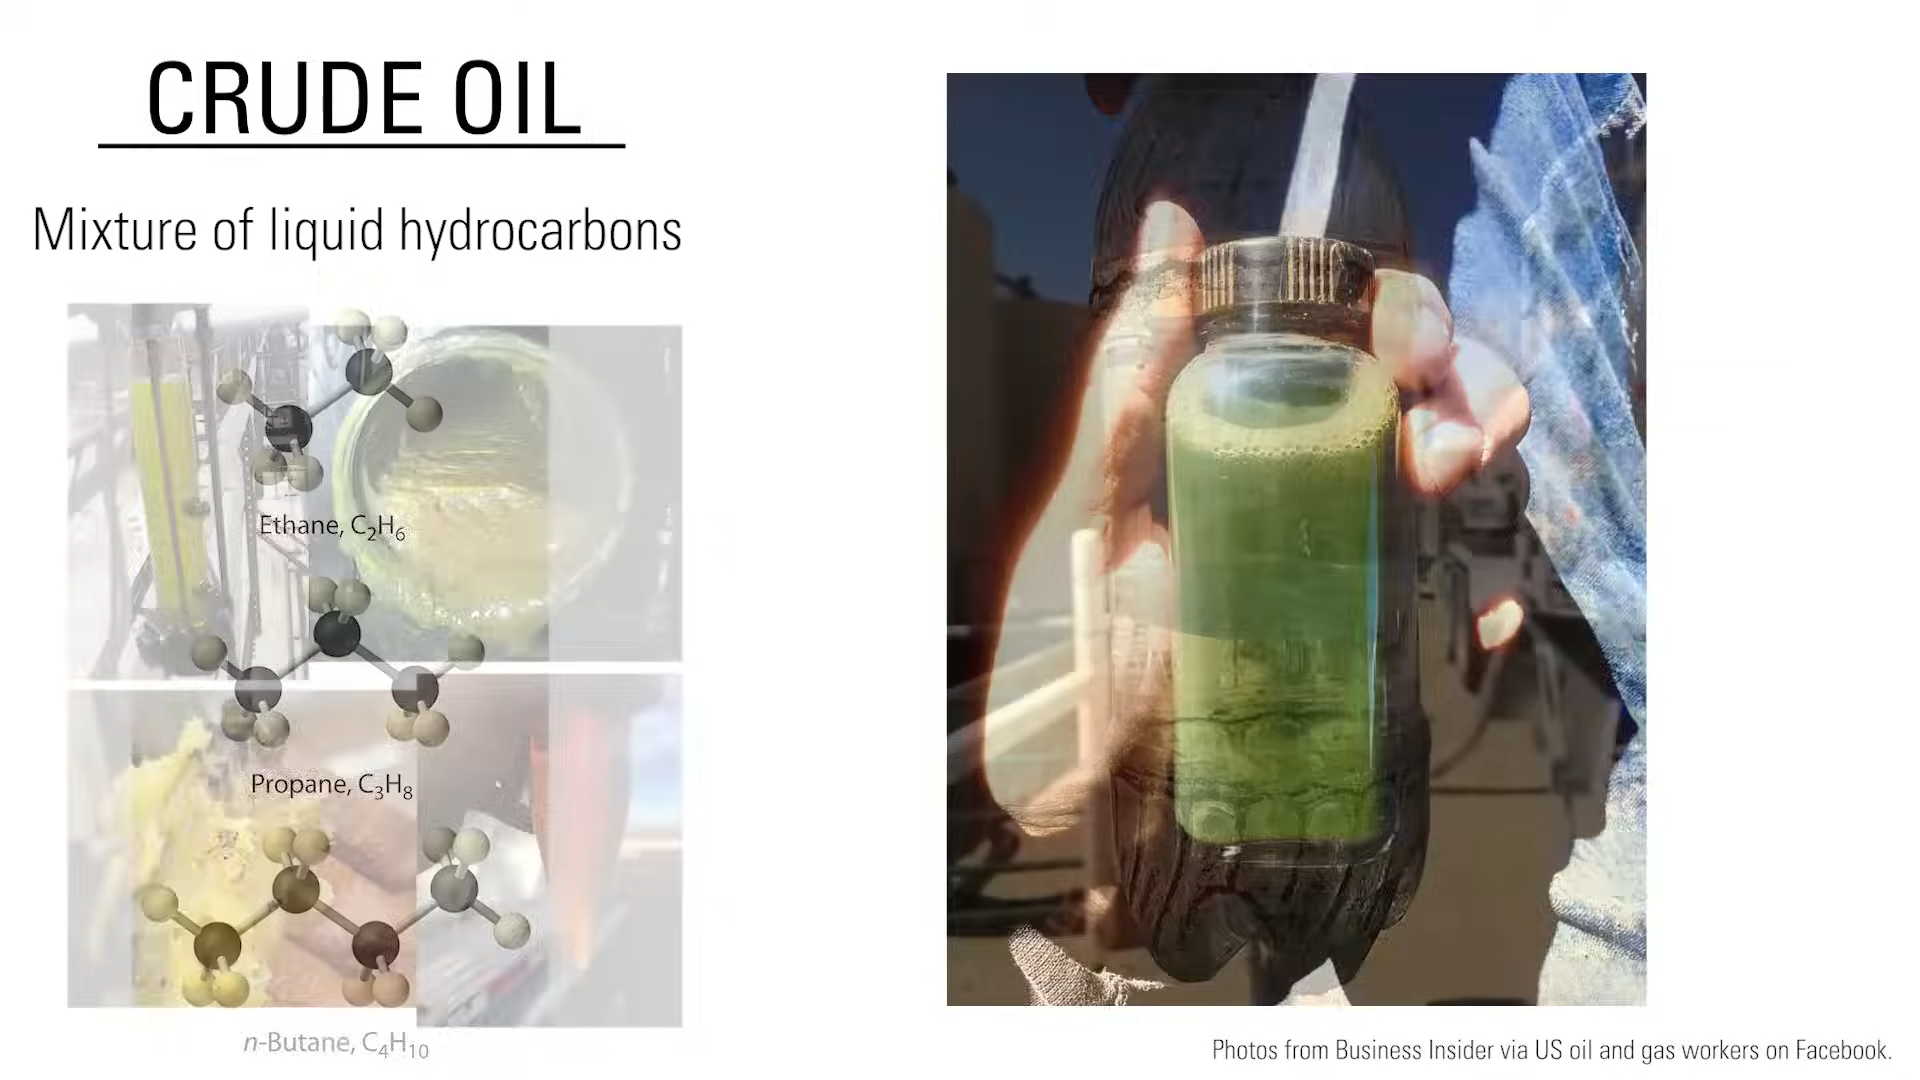 CRUDE OIL
Mixture of liquid hydrocarbons
Ethane, C₂H₆
Propane, C₃H₈
n-Butane, C₄H₁₀
Photos from Business Insider via US oil and gas workers on Facebook.